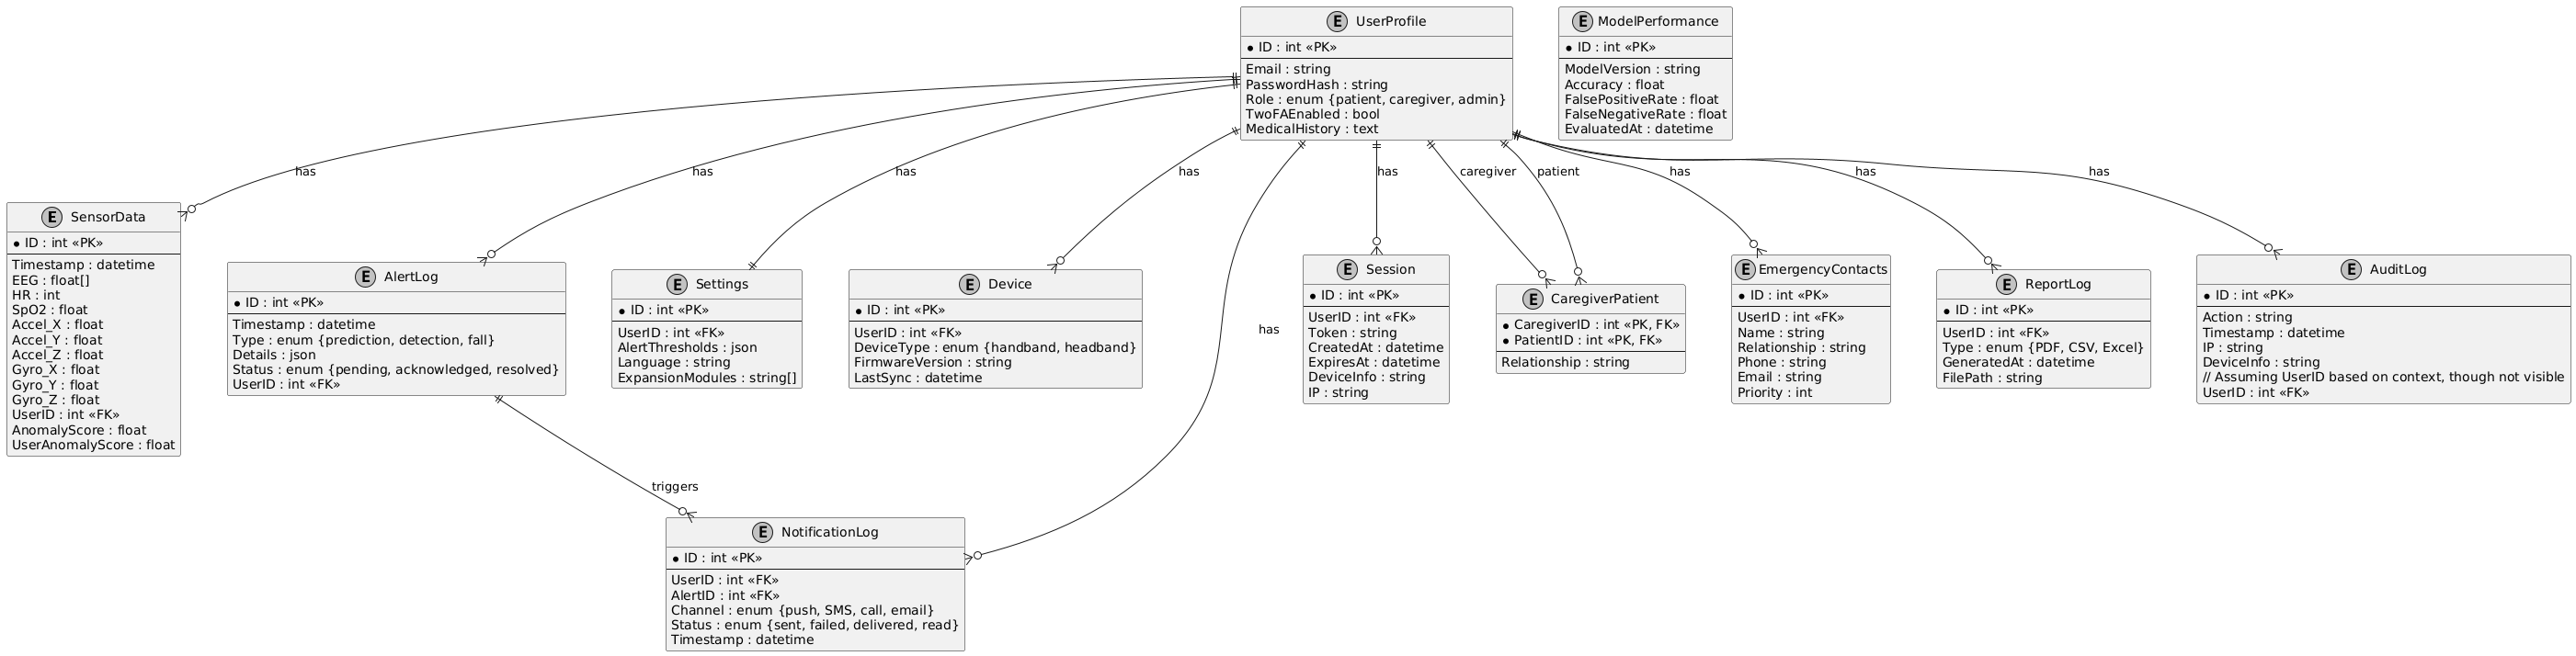 E UserProfile
* ID : int «PK»
Email : string
PasswordHash : string
Role : enum {patient, caregiver, admin}
TwoFAEnabled : bool
MedicalHistory : text
E ModelPerformance
* ID : int «PK»
ModelVersion : string
Accuracy : float
FalsePositiveRate : float
FalseNegativeRate : float
EvaluatedAt : datetime
has
has
has
has
has
has
caregiver
patient
has
has
has
E SensorData
* ID : int «PK»
Timestamp : datetime
EEG : float[]
HR : int
SpO2 : float
Accel_X : float
Accel_Y : float
Accel_Z : float
Gyro_X : float
Gyro_Y : float
Gyro_Z : float
UserID : int «FK»
AnomalyScore : float
UserAnomalyScore : float
E AlertLog
* ID : int «PK»
Timestamp : datetime
Type : enum {prediction, detection, fall}
Details : json
Status : enum {pending, acknowledged, resolved}
UserID : int «FK»
E Settings
* ID : int «PK»
UserID : int «FK»
AlertThresholds : json
Language : string
ExpansionModules : string[]
E Device
* ID : int «PK»
UserID : int «FK»
DeviceType : enum {handband, headband}
FirmwareVersion : string
LastSync : datetime
E Session
* ID : int «PK»
UserID : int «FK»
Token : string
CreatedAt : datetime
ExpiresAt : datetime
DeviceInfo : string
IP : string
E CaregiverPatient
* CaregiverID : int «PK, FK»
* PatientID : int «PK, FK»
Relationship : string
E EmergencyContacts
* ID : int «PK»
UserID : int «FK»
Name : string
Relationship : string
Phone : string
Email : string
Priority : int
E ReportLog
* ID : int «PK»
UserID : int «FK»
Type : enum {PDF, CSV, Excel}
GeneratedAt : datetime
FilePath : string
E AuditLog
* ID : int «PK»
Action : string
Timestamp : datetime
IP : string
DeviceInfo : string
// Assuming UserID based on context, though not visible
UserID : int «FK»
triggers
E NotificationLog
* ID : int «PK»
UserID : int «FK»
AlertID : int «FK»
Channel : enum {push, SMS, call, email}
Status : enum {sent, failed, delivered, read}
Timestamp : datetime